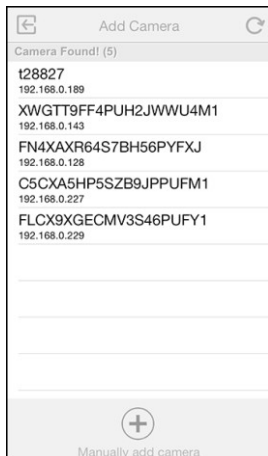 Add Camera
Camera Found! (5)
t28827
192.168.0.189
XWGTT9FF4PUH2JWWU4M1
192.168.0.143
FN4XAXR64S7BH56PYFXJ
192.168.0.128
C5CXA5HP5SZB9JPPUFM1
192.168.0.227
FLCX9XGECMV3S46PUFY1
192.168.0.229
Manually add camera